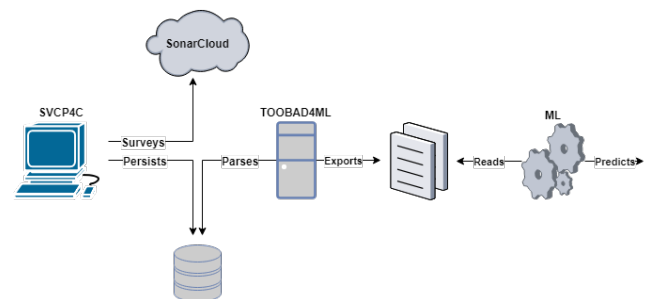 SonarCloud
SVCP4C
TOOBAD4ML
ML
Surveys
Persists
Parses
Exports
Reads
Predicts